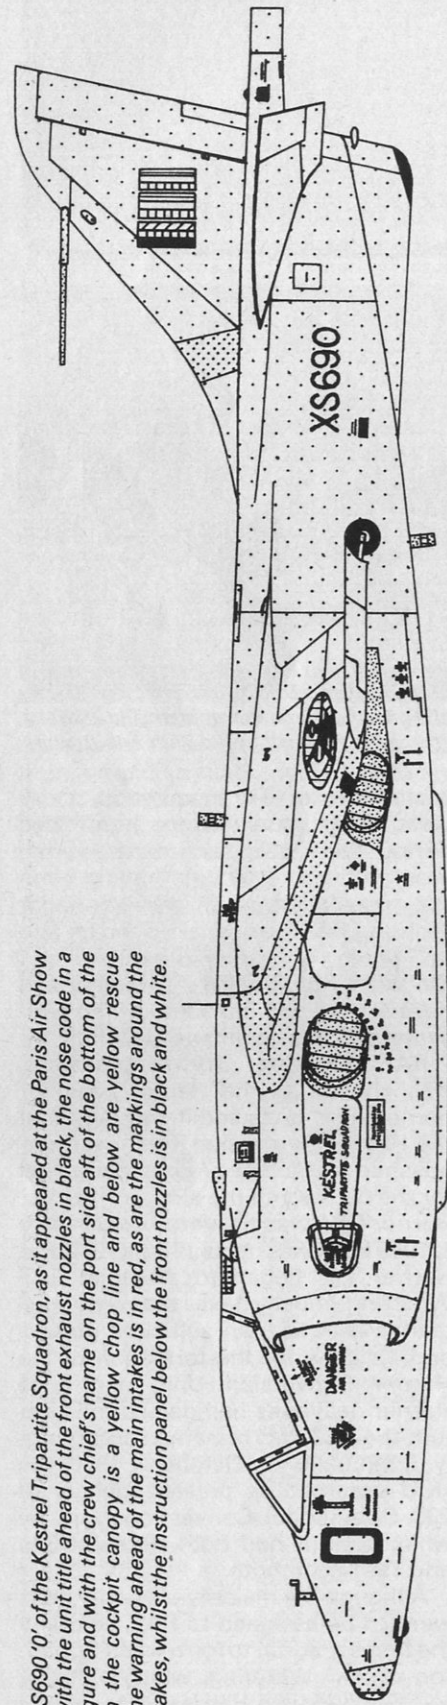 S690 '0' of the Kestrel Tripartite Squadron, as it appeared at the Paris Air Show
ith the unit title ahead of the front exhaust nozzles in black, the nose code in a
gure and with the crew chief's name on the port side aft of the bottom of the
n the cockpit canopy is a yellow chop line and below are yellow rescue
he warning ahead of the main intakes is in red, as are the markings around the
akes, whilst the instruction panel below the front nozzles is in black and white.
XS690
KESTREL
TRIPARTITE SQUADRON
DANGER
AIR INTAKE